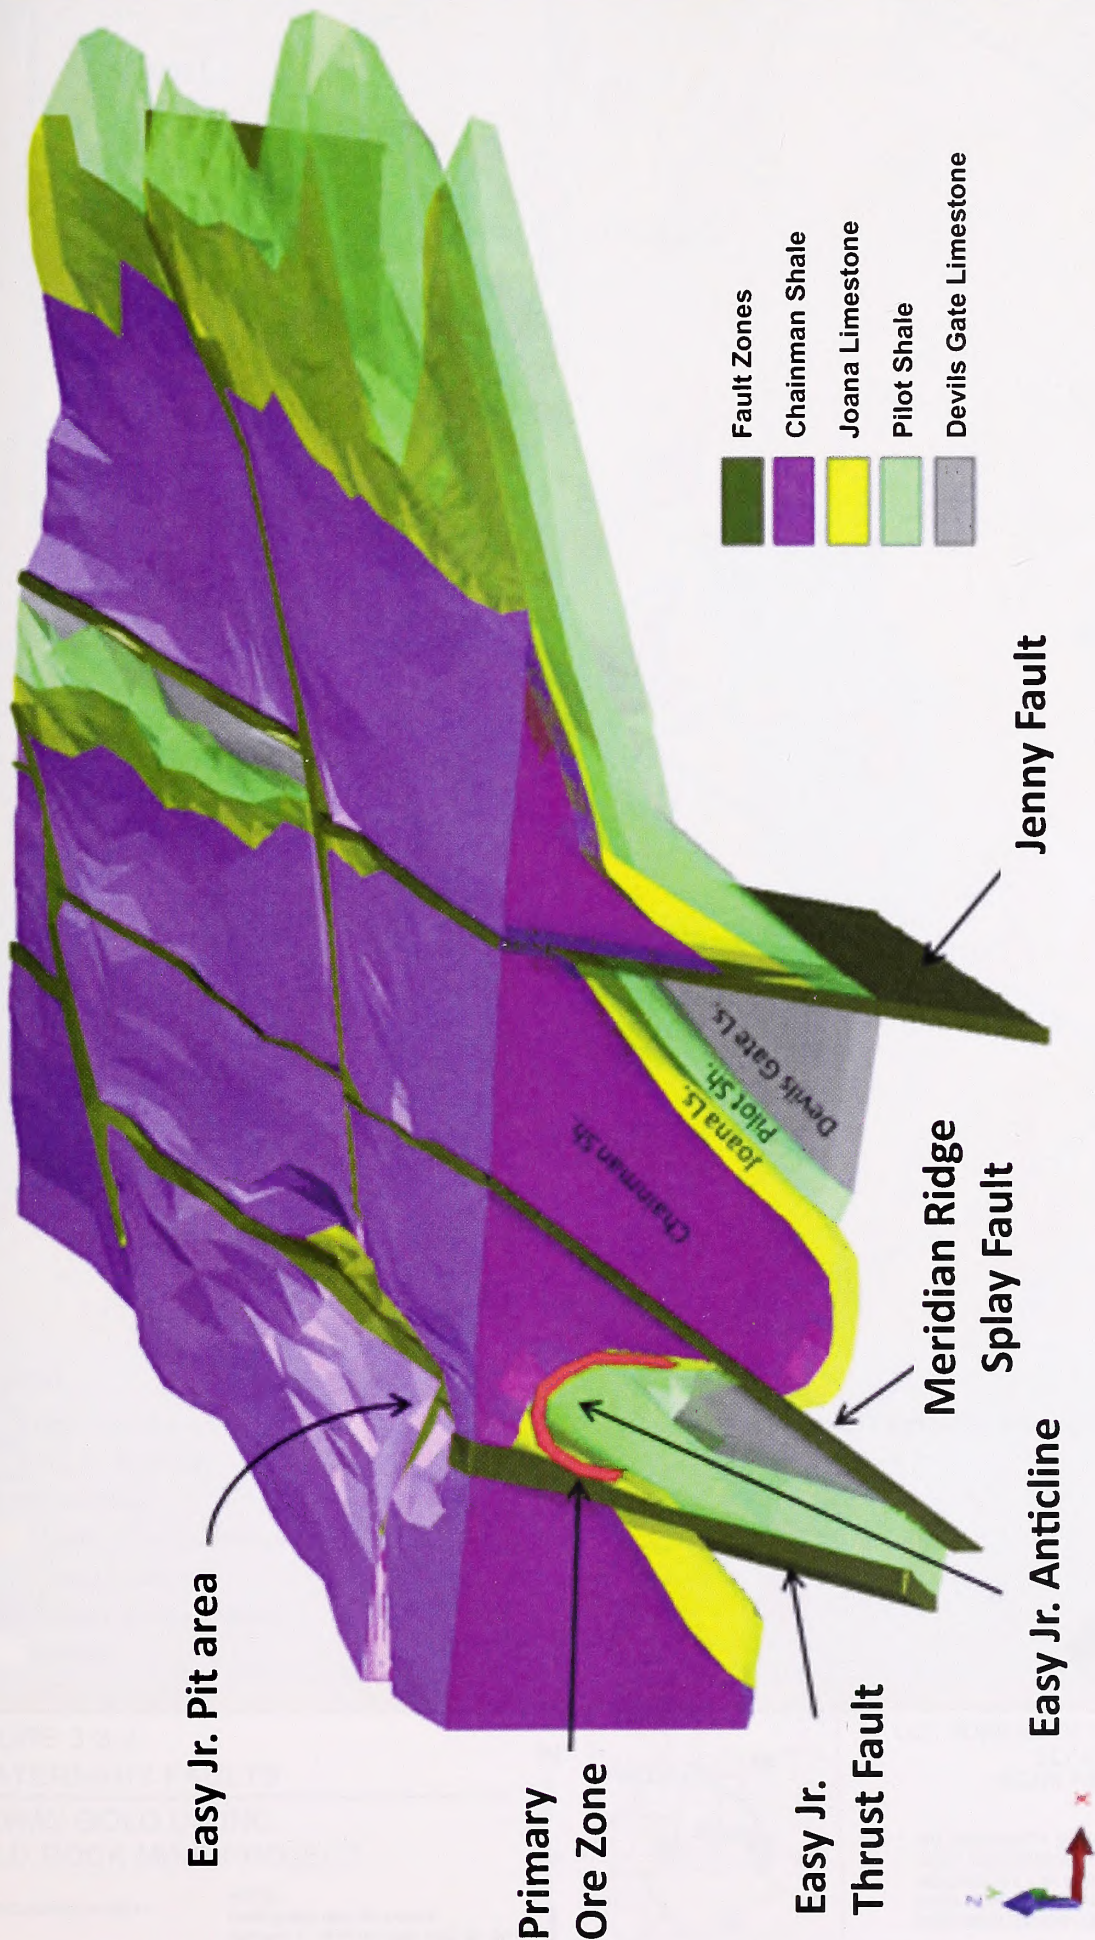 Easy Jr. Pit area
Primary
Ore Zone
Easy Jr.
Thrust Fault
Easy Jr. Anticline
Meridian Ridge
Splay Fault
Jenny Fault
Chainman Sh.
Joana Ls.
Pilot Sh.
Devils Gate Ls.
Fault Zones
Chainman Shale
Joana Limestone
Pilot Shale
Devils Gate Limestone
Z
Y
X